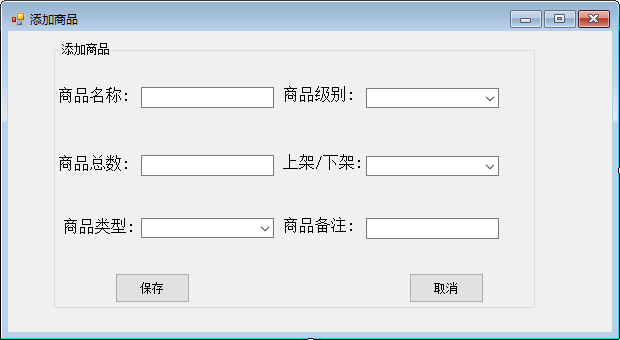 添加商品
添加商品
商品名称: 商品级别:
商品总数: 上架/下架:
商品类型: 商品备注:
保存 取消